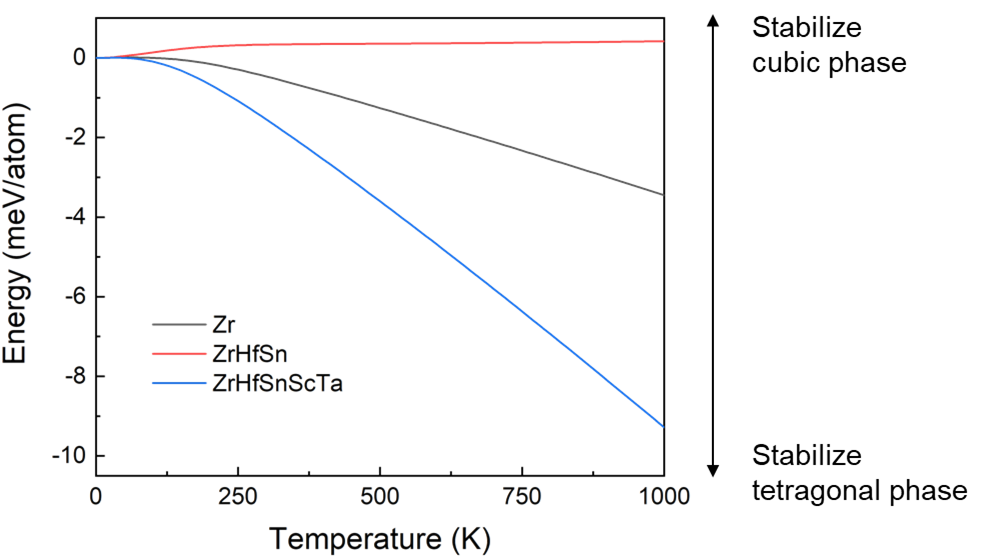 Energy (meV/atom)
0
-2
-4
-6
-8
-10
Zr
ZrHfSn
ZrHfSnScTa
0 250 500 750 1000
Temperature (K)
Stabilize
cubic phase
Stabilize
tetragonal phase